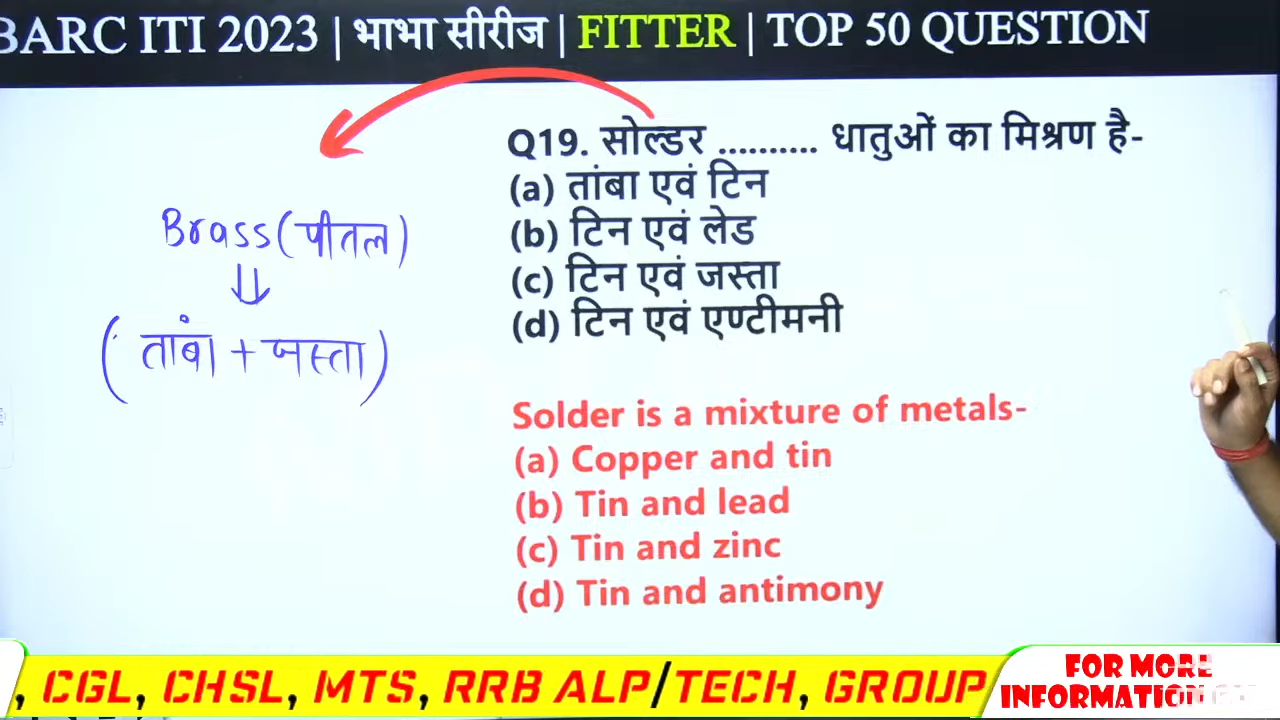 BARC ITI 2023 | भाभा सीरीज | FITTER | TOP 50 QUESTION
Q19. सोल्डर .......... धातुओं का मिश्रण है-
(a) तांबा एवं टिन
(b) टिन एवं लेड
(c) टिन एवं जस्ता
(d) टिन एवं एण्टीमनी
Brass (पीतल)
(तांबा + जस्ता)
Solder is a mixture of metals-
(a) Copper and tin
(b) Tin and lead
(c) Tin and zinc
(d) Tin and antimony
, CGL, CHSL, MTS, RRB ALP/TECH, GROUP
FOR MORE
INFORMATION